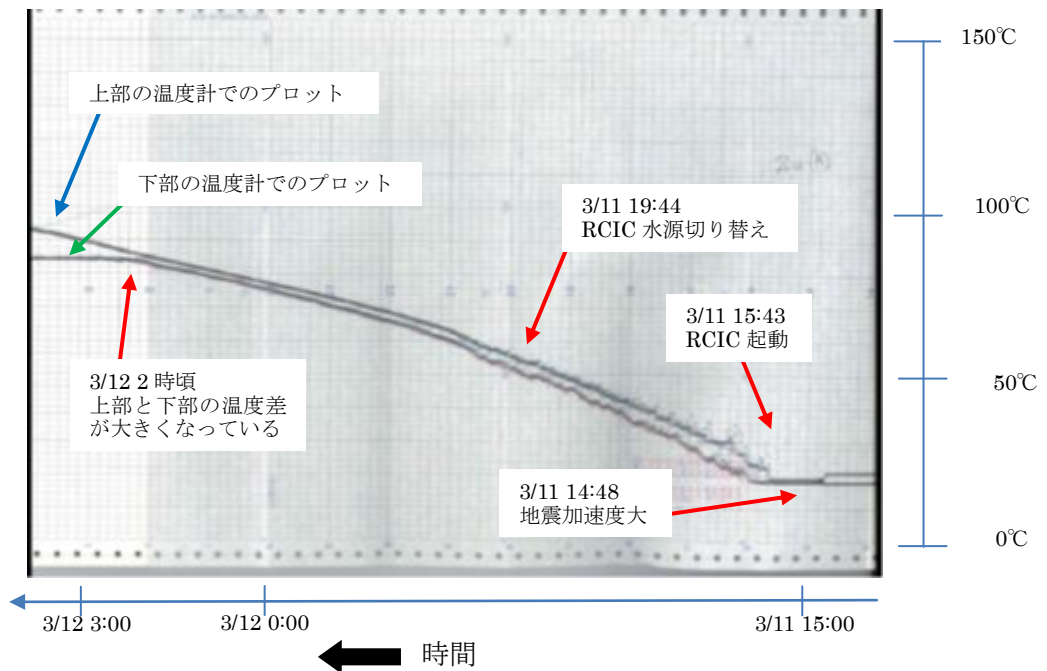 150℃
上部の温度計でのプロット
下部の温度計でのプロット
100℃
3/11 19:44
RCIC 水源切り替え
3/11 15:43
RCIC 起動
3/12 2 時頃
上部と下部の温度差
が大きくなっている
50℃
3/11 14:48
地震加速度大
0℃
3/12 3:00
3/12 0:00
3/11 15:00
時間